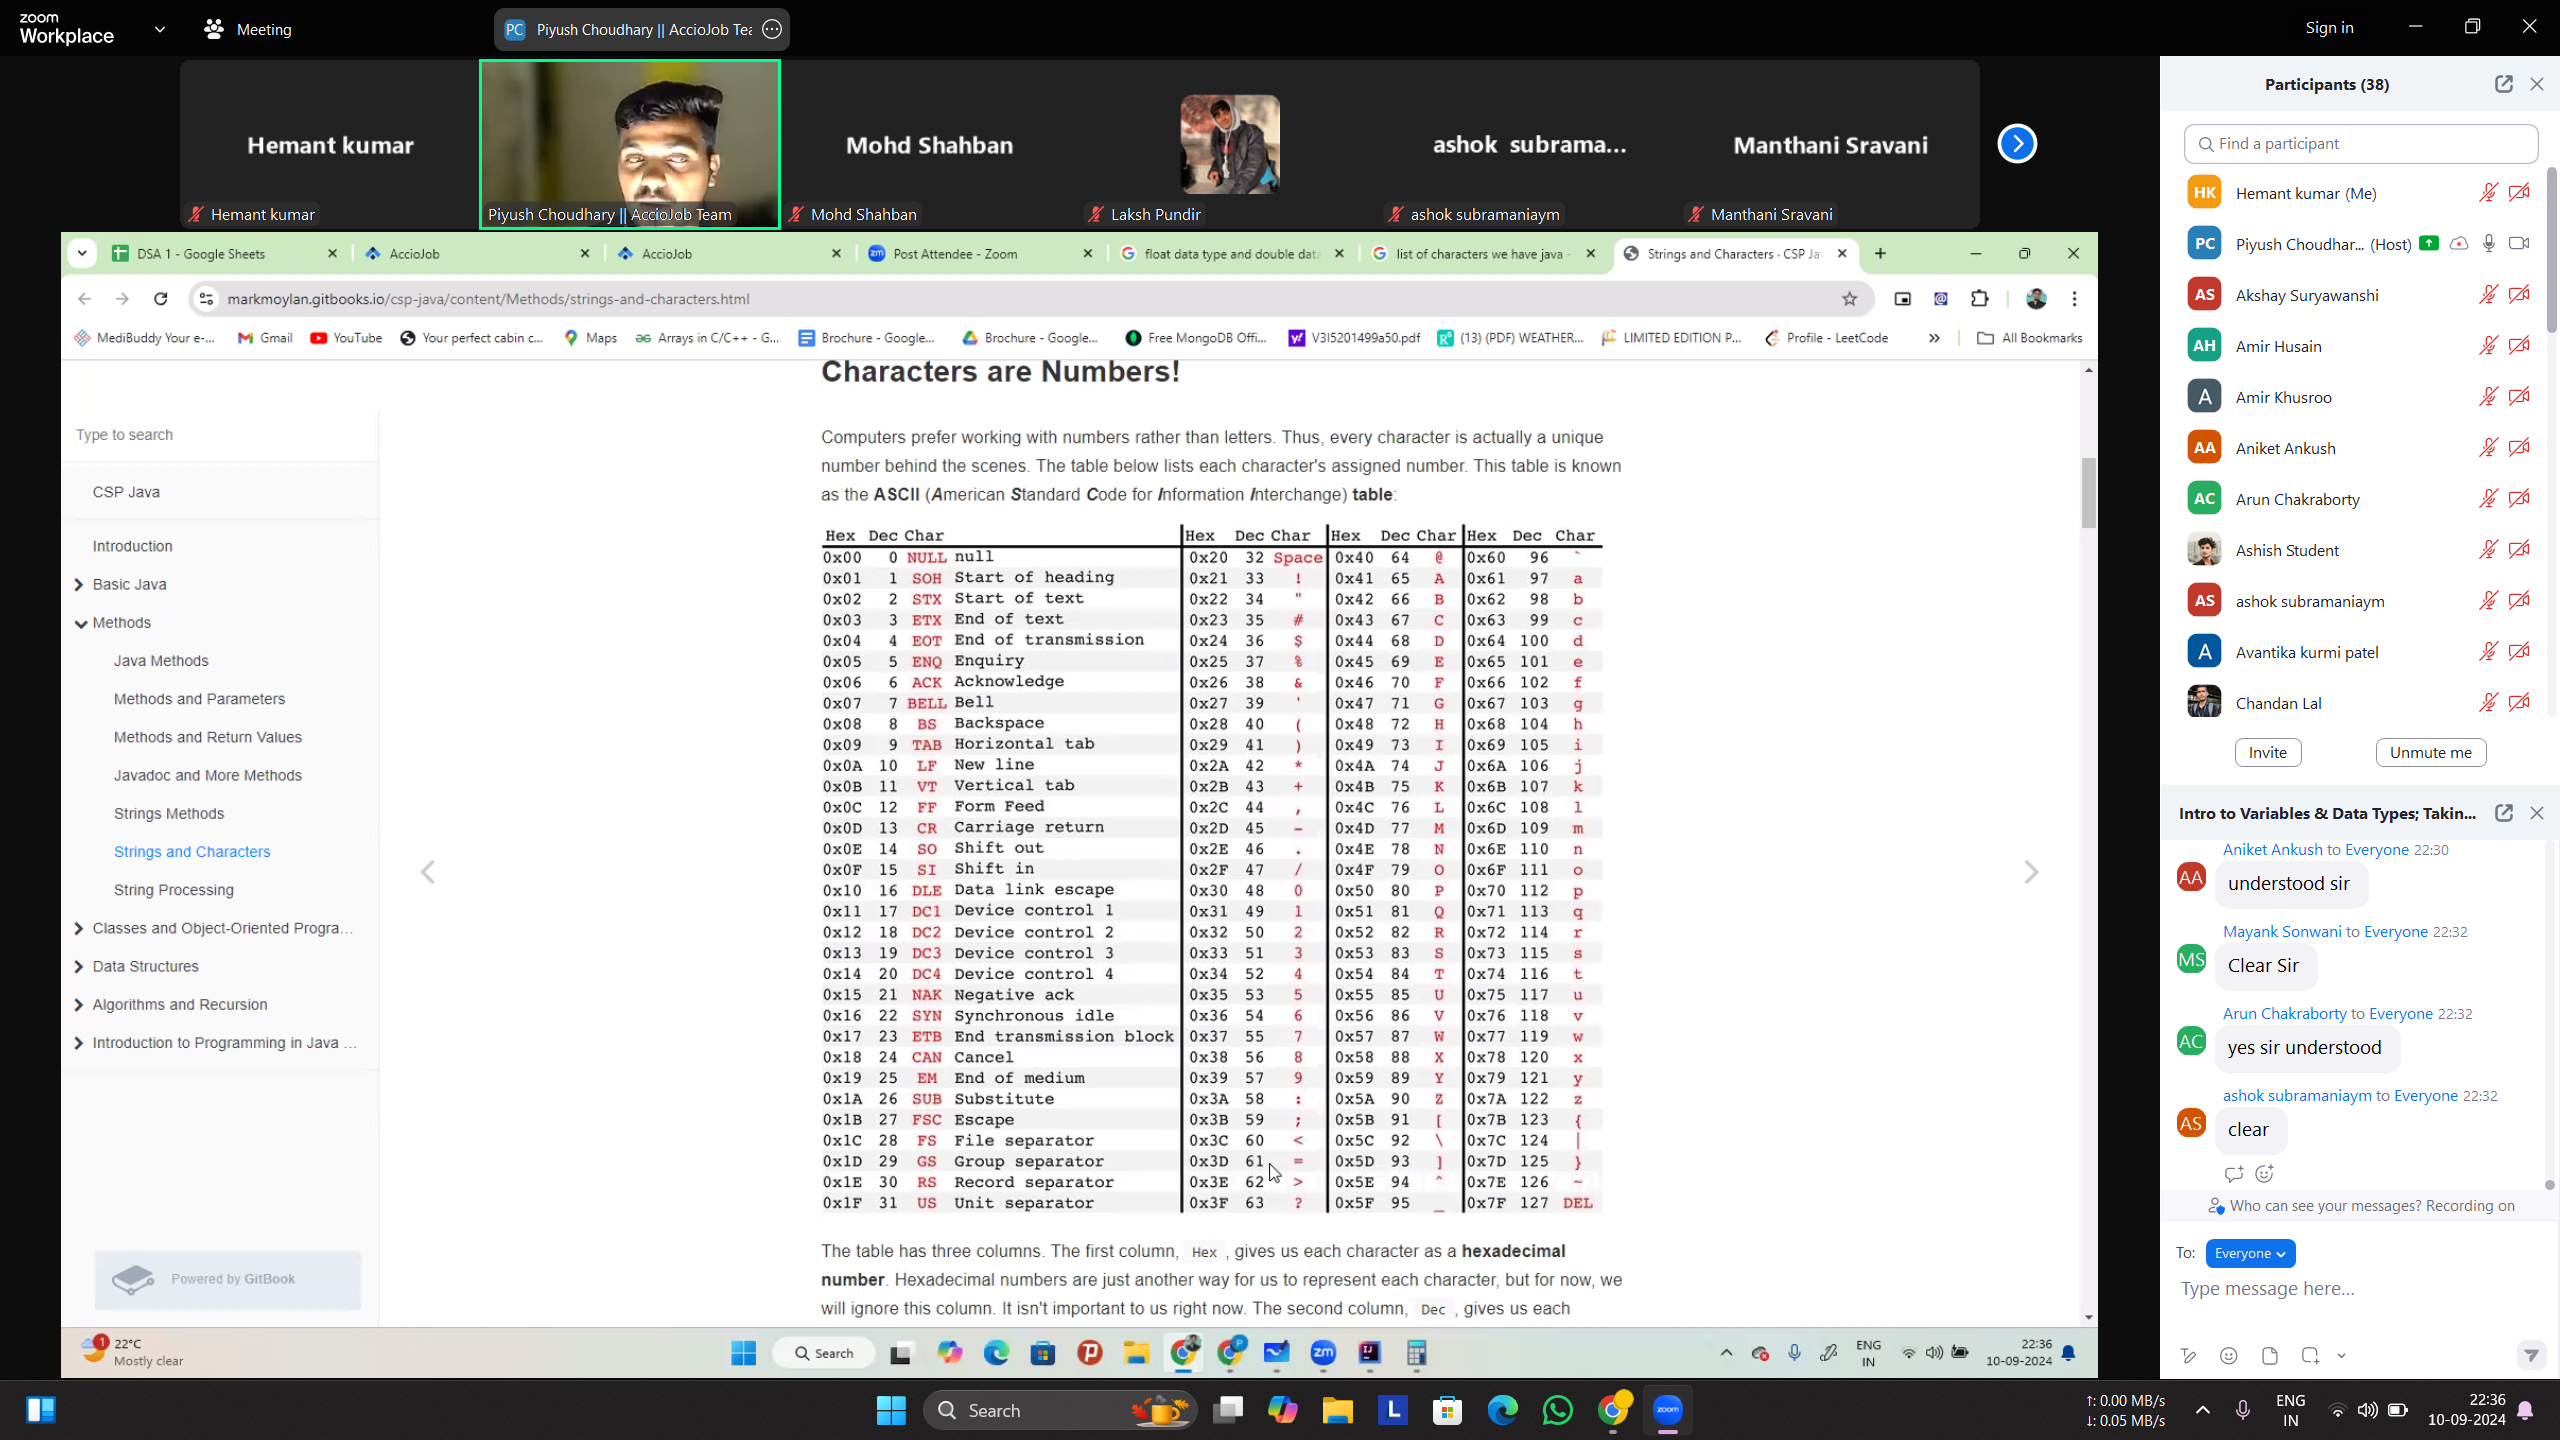 zoom
Workplace
Meeting
PC Piyush Choudhary || AccioJob Tea
Sign in
Hemant kumar
Mohd Shahban
ashok subrama...
Manthani Sravani
Hemant kumar
Piyush Choudhary || AccioJob Team
Mohd Shahban
Laksh Pundir
ashok subramaniaym
Manthani Sravani
DSA 1 - Google Sheets
AccioJob
AccioJob
Post Attendee - Zoom
float data type and double data
list of characters we have java -
Strings and Characters · CSP Ja
markmoylan.gitbooks.io/csp-java/content/Methods/strings-and-characters.html
MediBuddy Your e-...
Gmail
YouTube
Your perfect cabin c...
Maps
Arrays in C/C++ - G...
Brochure - Google...
Brochure - Google...
Free MongoDB Offi...
V3I5201499a50.pdf
(13) (PDF) WEATHER...
LIMITED EDITION P...
Profile - LeetCode
All Bookmarks
Type to search
CSP Java
Introduction
Basic Java
Methods
Java Methods
Methods and Parameters
Methods and Return Values
Javadoc and More Methods
Strings Methods
Strings and Characters
String Processing
Classes and Object-Oriented Progra...
Data Structures
Algorithms and Recursion
Introduction to Programming in Java ...
Powered by GitBook
Characters are Numbers!
Computers prefer working with numbers rather than letters. Thus, every character is actually a unique
number behind the scenes. The table below lists each character's assigned number. This table is known
as the ASCII (American Standard Code for Information Interchange) table:
Hex Dec Char Hex Dec Char Hex Dec Char Hex Dec Char
0x00 0 NULL null 0x20 32 Space 0x40 64 @ 0x60 96 `
0x01 1 SOH Start of heading 0x21 33 ! 0x41 65 A 0x61 97 a
0x02 2 STX Start of text 0x22 34 " 0x42 66 B 0x62 98 b
0x03 3 ETX End of text 0x23 35 # 0x43 67 C 0x63 99 c
0x04 4 EOT End of transmission 0x24 36 $ 0x44 68 D 0x64 100 d
0x05 5 ENQ Enquiry 0x25 37 % 0x45 69 E 0x65 101 e
0x06 6 ACK Acknowledge 0x26 38 & 0x46 70 F 0x66 102 f
0x07 7 BELL Bell 0x27 39 ' 0x47 71 G 0x67 103 g
0x08 8 BS Backspace 0x28 40 ( 0x48 72 H 0x68 104 h
0x09 9 TAB Horizontal tab 0x29 41 ) 0x49 73 I 0x69 105 i
0x0A 10 LF New line 0x2A 42 * 0x4A 74 J 0x6A 106 j
0x0B 11 VT Vertical tab 0x2B 43 + 0x4B 75 K 0x6B 107 k
0x0C 12 FF Form Feed 0x2C 44 , 0x4C 76 L 0x6C 108 l
0x0D 13 CR Carriage return 0x2D 45 - 0x4D 77 M 0x6D 109 m
0x0E 14 SO Shift out 0x2E 46 . 0x4E 78 N 0x6E 110 n
0x0F 15 SI Shift in 0x2F 47 / 0x4F 79 O 0x6F 111 o
0x10 16 DLE Data link escape 0x30 48 0 0x50 80 P 0x70 112 p
0x11 17 DC1 Device control 1 0x31 49 1 0x51 81 Q 0x71 113 q
0x12 18 DC2 Device control 2 0x32 50 2 0x52 82 R 0x72 114 r
0x13 19 DC3 Device control 3 0x33 51 3 0x53 83 S 0x73 115 s
0x14 20 DC4 Device control 4 0x34 52 4 0x54 84 T 0x74 116 t
0x15 21 NAK Negative ack 0x35 53 5 0x55 85 U 0x75 117 u
0x16 22 SYN Synchronous idle 0x36 54 6 0x56 86 V 0x76 118 v
0x17 23 ETB End transmission block 0x37 55 7 0x57 87 W 0x77 119 w
0x18 24 CAN Cancel 0x38 56 8 0x58 88 X 0x78 120 x
0x19 25 EM End of medium 0x39 57 9 0x59 89 Y 0x79 121 y
0x1A 26 SUB Substitute 0x3A 58 : 0x5A 90 Z 0x7A 122 z
0x1B 27 FSC Escape 0x3B 59 ; 0x5B 91 [ 0x7B 123 {
0x1C 28 FS File separator 0x3C 60 < 0x5C 92 \ 0x7C 124 |
0x1D 29 GS Group separator 0x3D 61 = 0x5D 93 ] 0x7D 125 }
0x1E 30 RS Record separator 0x3E 62 > 0x5E 94 ^ 0x7E 126 ~
0x1F 31 US Unit separator 0x3F 63 ? 0x5F 95 _ 0x7F 127 DEL
The table has three columns. The first column, Hex , gives us each character as a hexadecimal
number. Hexadecimal numbers are just another way for us to represent each character, but for now, we
will ignore this column. It isn't important to us right now. The second column, Dec , gives us each
1
22°C
Mostly clear
Search
zm
ENG
IN
22:36
10-09-2024
Participants (38)
Find a participant
HK Hemant kumar (Me)
PC Piyush Choudhar... (Host)
AS Akshay Suryawanshi
AH Amir Husain
A Amir Khusroo
AA Aniket Ankush
AC Arun Chakraborty
Ashish Student
AS ashok subramaniaym
A Avantika kurmi patel
Chandan Lal
Invite
Unmute me
Intro to Variables & Data Types; Takin...
Aniket Ankush to Everyone 22:30
AA understood sir
Mayank Sonwani to Everyone 22:32
MS Clear Sir
Arun Chakraborty to Everyone 22:32
AC yes sir understood
ashok subramaniaym to Everyone 22:32
AS clear
Who can see your messages? Recording on
To: Everyone
Type message here...
Search
L
zoom
↑: 0.00 MB/s
↓: 0.05 MB/s
ENG
IN
22:36
10-09-2024